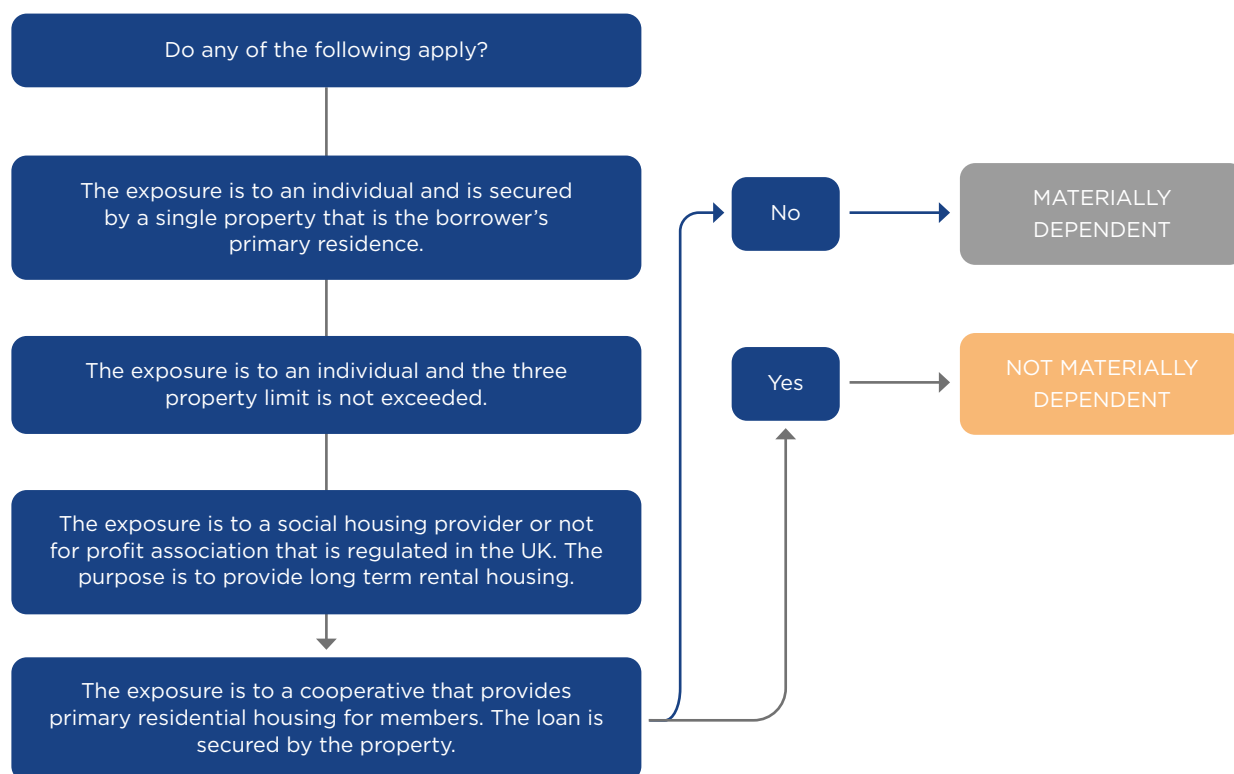 Do any of the following apply?
The exposure is to an individual and is secured
by a single property that is the borrower’s
primary residence.
The exposure is to an individual and the three
property limit is not exceeded.
The exposure is to a social housing provider or not
for profit association that is regulated in the UK. The
purpose is to provide long term rental housing.
The exposure is to a cooperative that provides
primary residential housing for members. The loan is
secured by the property.
No
MATERIALLY
DEPENDENT
Yes
NOT MATERIALLY
DEPENDENT